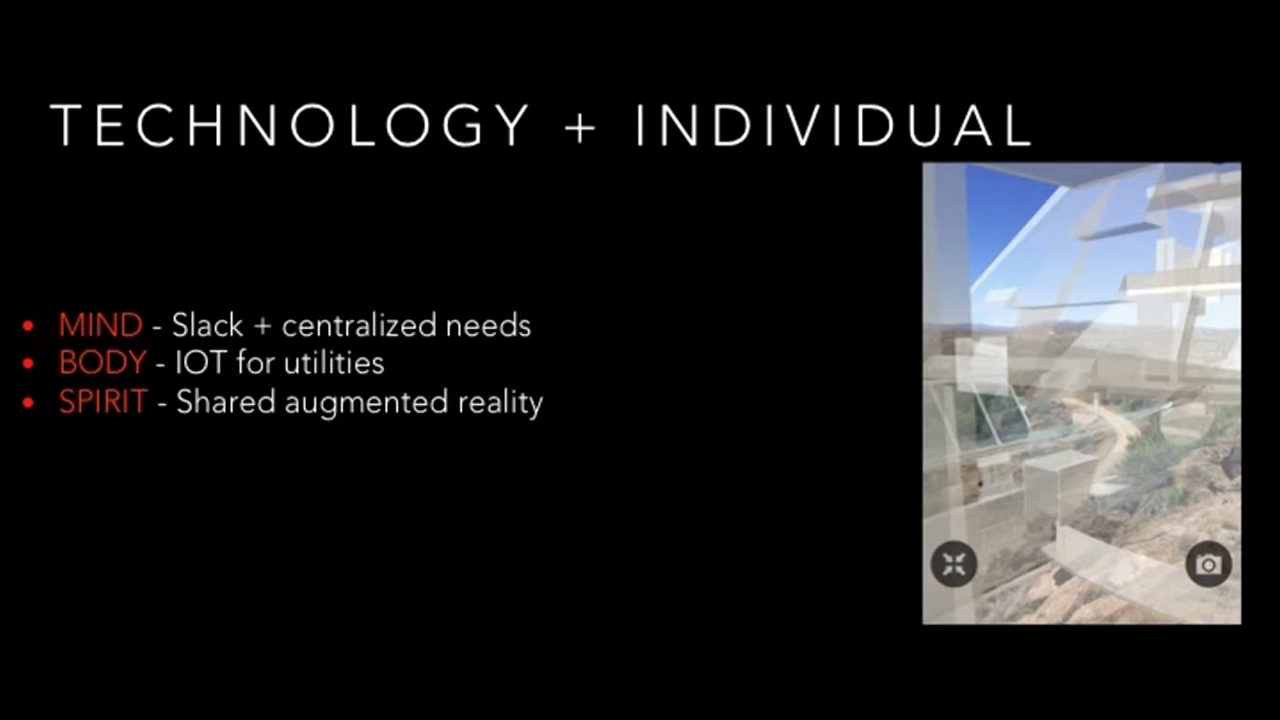 TECHNOLOGY + INDIVIDUAL
• MIND - Slack + centralized needs
• BODY - IOT for utilities
• SPIRIT - Shared augmented reality